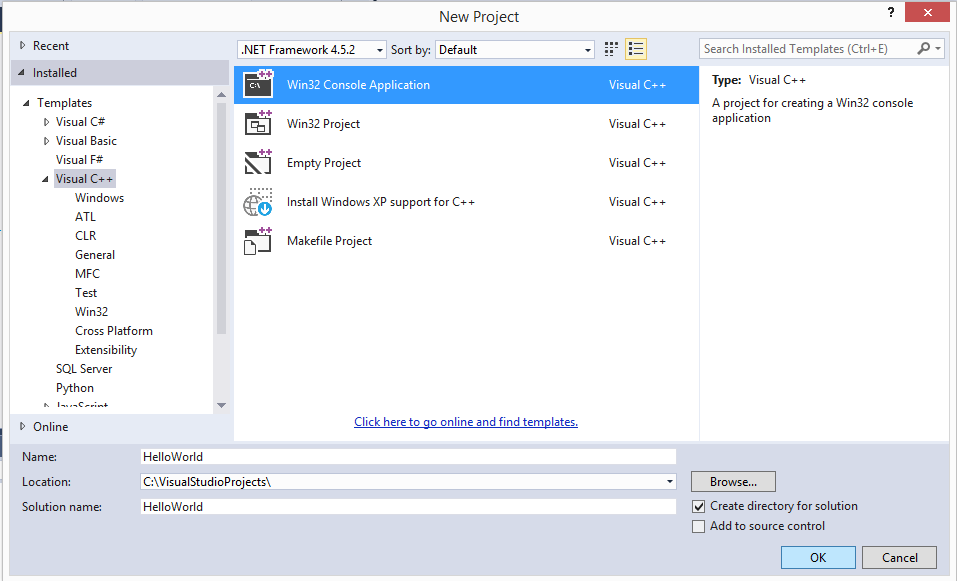 New Project
?
Recent
Installed
Templates
Visual C#
Visual Basic
Visual F#
Visual C++
Windows
ATL
CLR
General
MFC
Test
Win32
Cross Platform
Extensibility
SQL Server
Python
JavaScript
Online
.NET Framework 4.5.2 Sort by: Default
C:\ Win32 Console Application Visual C++
Win32 Project Visual C++
Empty Project Visual C++
Install Windows XP support for C++ Visual C++
Makefile Project Visual C++
Click here to go online and find templates.
Search Installed Templates (Ctrl+E)
Type: Visual C++
A project for creating a Win32 console
application
Name: HelloWorld
Location: C:\VisualStudioProjects\ Browse...
Solution name: HelloWorld Create directory for solution
Add to source control
OK Cancel